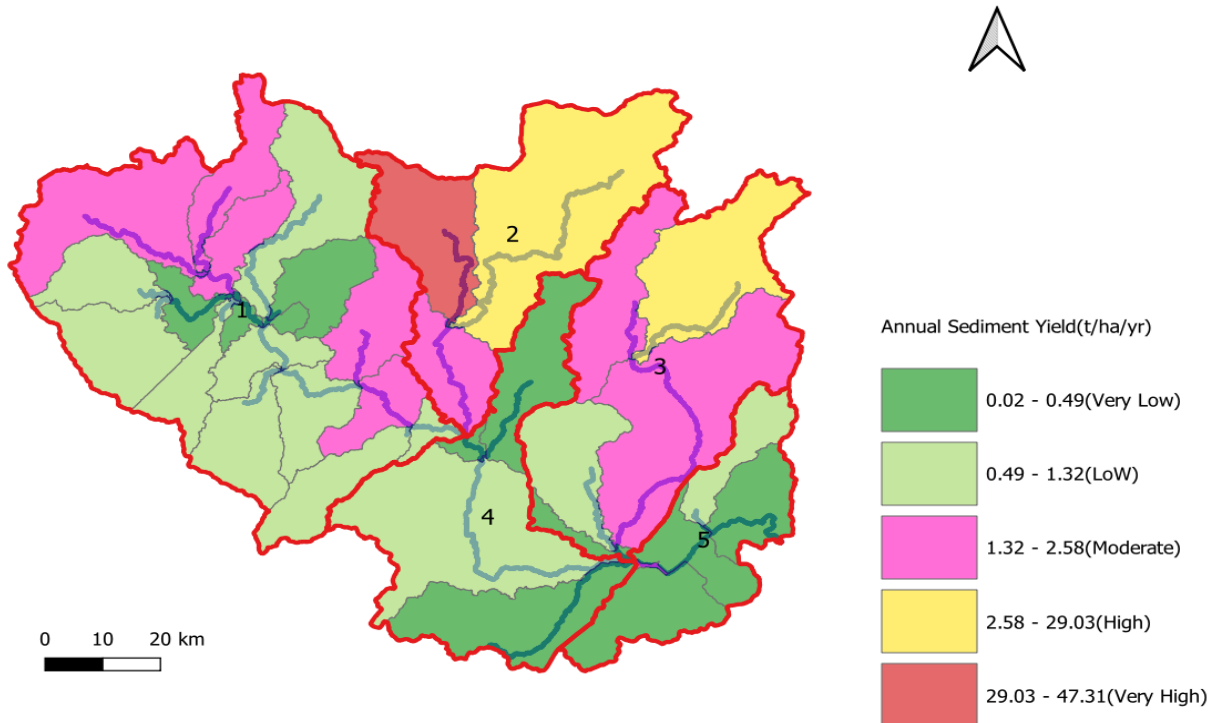 2
1
3
4
5
0 10 20 km
Annual Sediment Yield(t/ha/yr)
0.02 - 0.49(Very Low)
0.49 - 1.32(LoW)
1.32 - 2.58(Moderate)
2.58 - 29.03(High)
29.03 - 47.31(Very High)